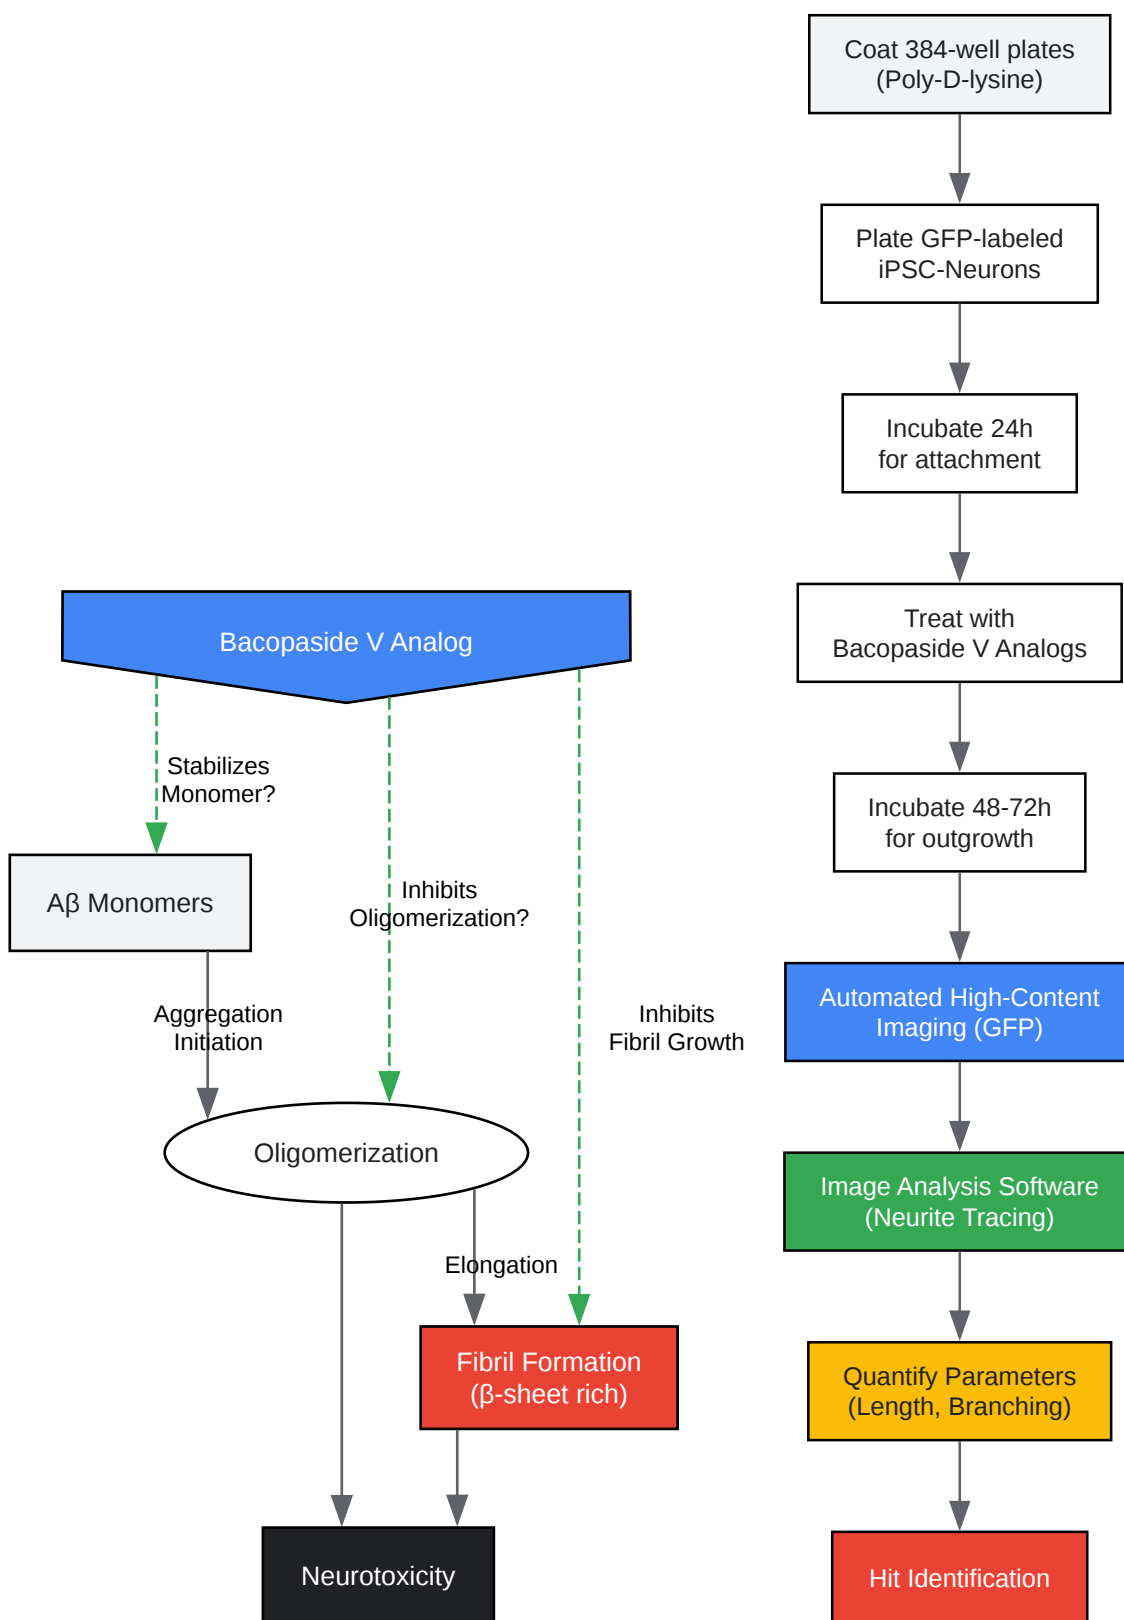 Coat 384-well plates
(Poly-D-lysine)
Plate GFP-labeled
iPSC-Neurons
Incubate 24h
for attachment
Treat with
Bacopaside V Analogs
Incubate 48-72h
for outgrowth
Automated High-Content
Imaging (GFP)
Image Analysis Software
(Neurite Tracing)
Quantify Parameters
(Length, Branching)
Hit Identification
Bacopaside V Analog
Stabilizes
Monomer?
Aβ Monomers
Inhibits
Oligomerization?
Aggregation
Initiation
Inhibits
Fibril Growth
Oligomerization
Elongation
Fibril Formation
(β-sheet rich)
Neurotoxicity